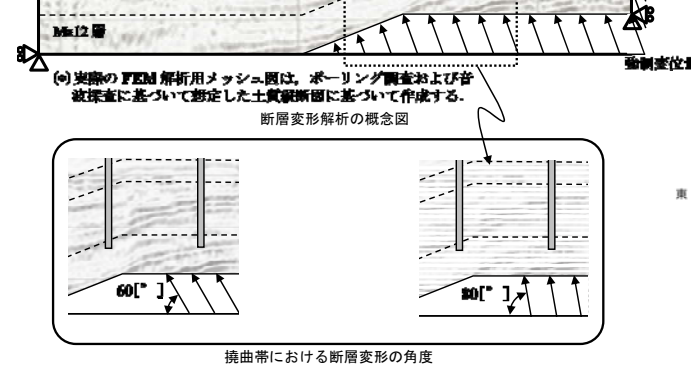 Ma12 層
強制変位量
(*)実際の FEM 解析用メッシュ図は，ボーリング調査および音
波探査に基づいて想定した土質縦断図に基づいて作成する．
断層変形解析の概念図
東
60[° ]
80[° ]
撓曲帯における断層変形の角度